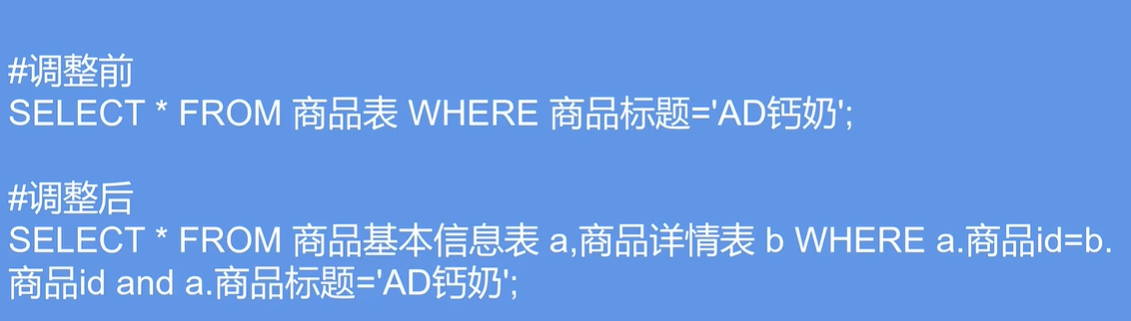 #调整前
SELECT * FROM 商品表 WHERE 商品标题='AD钙奶';
#调整后
SELECT * FROM 商品基本信息表 a,商品详情表 b WHERE a.商品id=b.
商品id and a.商品标题='AD钙奶';